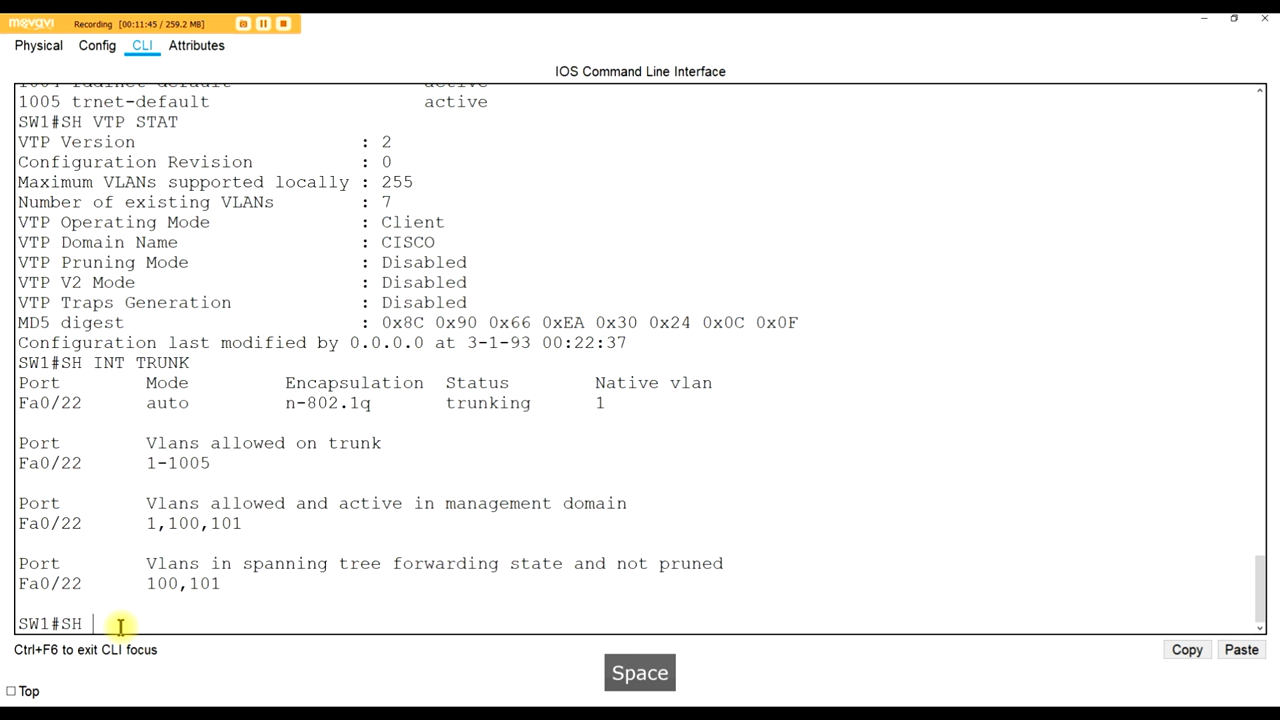 movavi Recording [00:11:45 / 259.2 MB]
Physical Config CLI Attributes
IOS Command Line Interface
active
1005 trnet-default active
SW1#SH VTP STAT
VTP Version : 2
Configuration Revision : 0
Maximum VLANs supported locally : 255
Number of existing VLANs : 7
VTP Operating Mode : Client
VTP Domain Name : CISCO
VTP Pruning Mode : Disabled
VTP V2 Mode : Disabled
VTP Traps Generation : Disabled
MD5 digest : 0x8C 0x90 0x66 0xEA 0x30 0x24 0x0C 0x0F
Configuration last modified by 0.0.0.0 at 3-1-93 00:22:37
SW1#SH INT TRUNK
Port Mode Encapsulation Status Native vlan
Fa0/22 auto n-802.1q trunking 1
Port Vlans allowed on trunk
Fa0/22 1-1005
Port Vlans allowed and active in management domain
Fa0/22 1,100,101
Port Vlans in spanning tree forwarding state and not pruned
Fa0/22 100,101
SW1#SH
Ctrl+F6 to exit CLI focus
Copy Paste
Space
Top